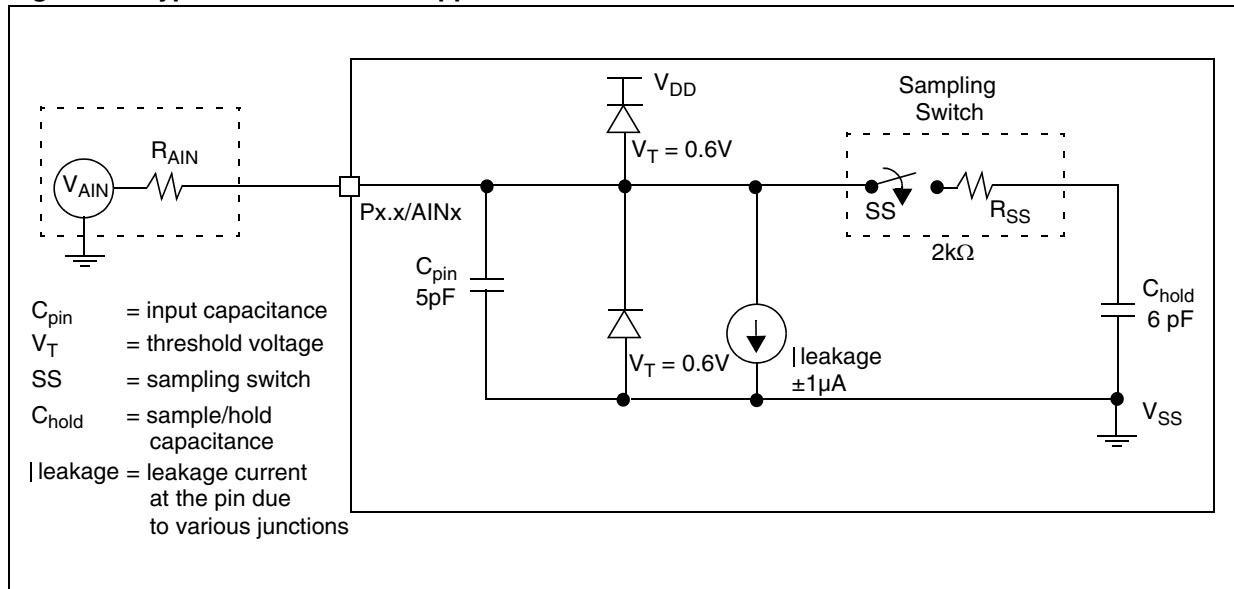 V_DD
Sampling
Switch
R_AIN
V_T = 0.6V
V_AIN
Px.x/AINx
SS
R_SS
2kΩ
C_pin
5pF
C_hold
6 pF
V_T = 0.6V
I leakage
±1µA
V_SS
C_pin = input capacitance
V_T = threshold voltage
SS = sampling switch
C_hold = sample/hold
capacitance
I leakage = leakage current
at the pin due
to various junctions